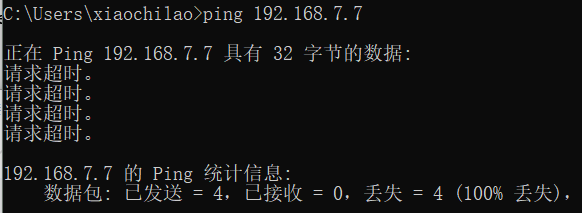 C:\Users\xiaochilao>ping 192.168.7.7
正在 Ping 192.168.7.7 具有 32 字节的数据:
请求超时。
请求超时。
请求超时。
请求超时。
192.168.7.7 的 Ping 统计信息:
数据包: 已发送 = 4，已接收 = 0，丢失 = 4 (100% 丢失)，